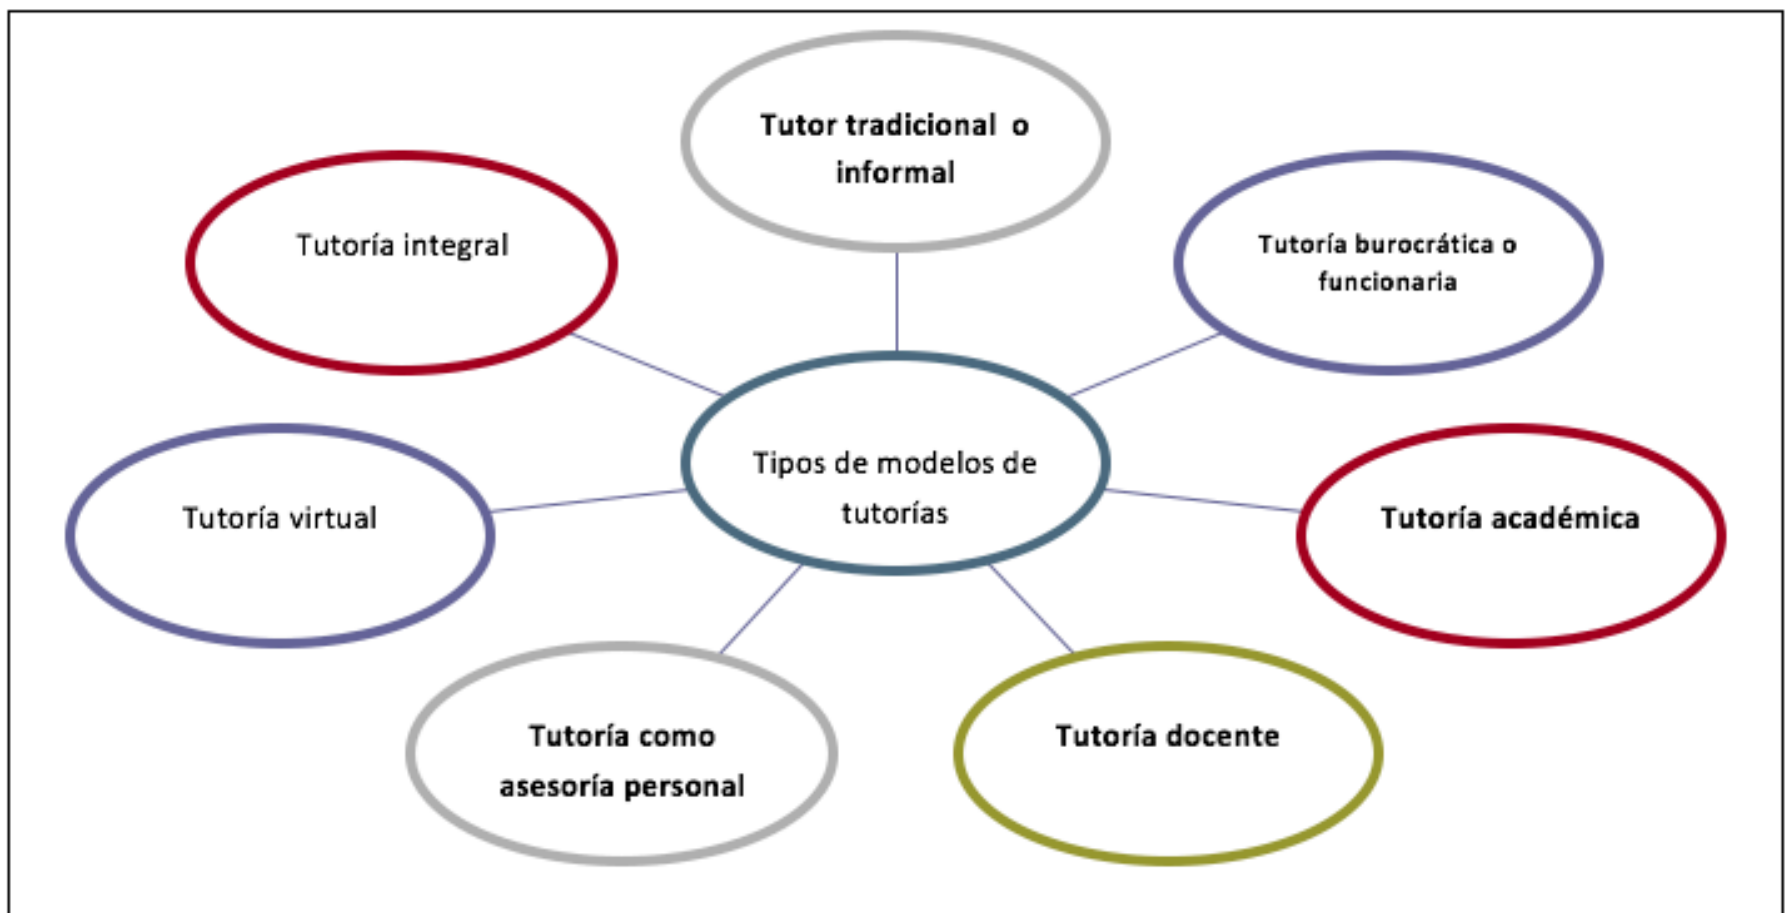 Tutor tradicional o
informal
Tutoría integral
Tutoría burocrática o
funcionaria
Tipos de modelos de
tutorías
Tutoría virtual
Tutoría académica
Tutoría como
asesoría personal
Tutoría docente